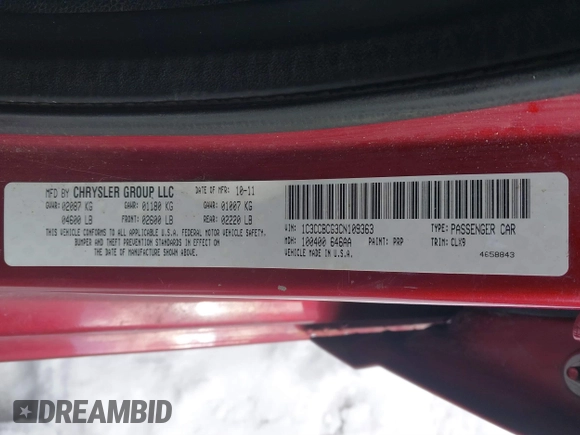 MFD BY CHRYSLER GROUP LLC DATE OF MFR: 10-11
GVWR: 02087 KG GAWR: 01180 KG GAWR: 01007 KG
04600 LB FRONT: 02600 LB REAR: 02220 LB
THIS VEHICLE CONFORMS TO ALL APPLICABLE U.S.A. FEDERAL MOTOR VEHICLE SAFETY,
BUMPER AND THEFT PREVENTION STANDARDS IN EFFECT ON
THE DATE OF MANUFACTURE SHOWN ABOVE.
VIN: 1C3CCBCG3CN109363 TYPE: PASSENGER CAR
MDH: 100400 646AA PAINT: PRP TRIM: CLX9
VEHICLE MADE IN U.S.A. 4658843
DREAMBID